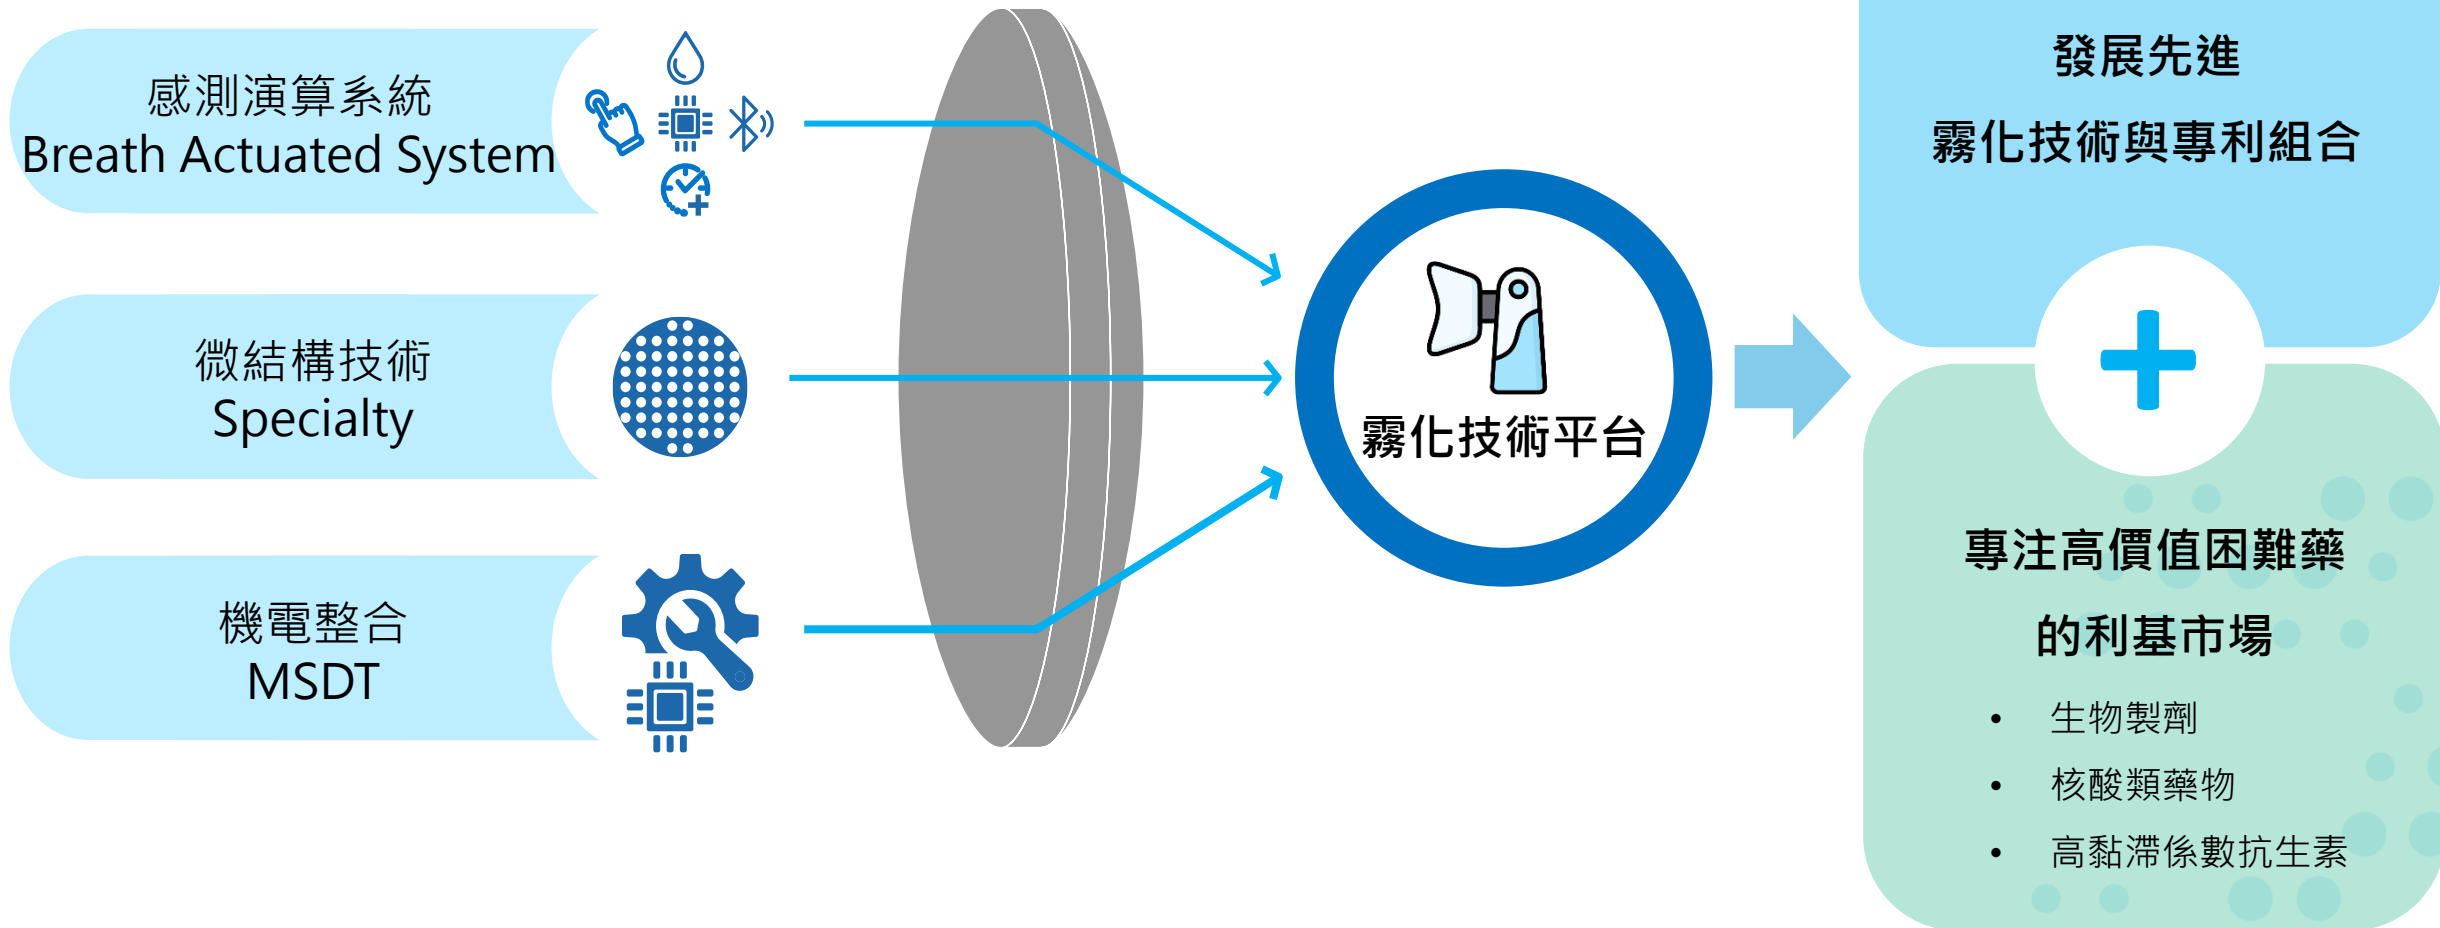 感測演算系統
Breath Actuated System
微結構技術
Specialty
機電整合
MSDT
霧化技術平台
發展先進
霧化技術與專利組合
專注高價值困難藥
的利基市場
• 生物製劑
• 核酸類藥物
• 高黏滯係數抗生素